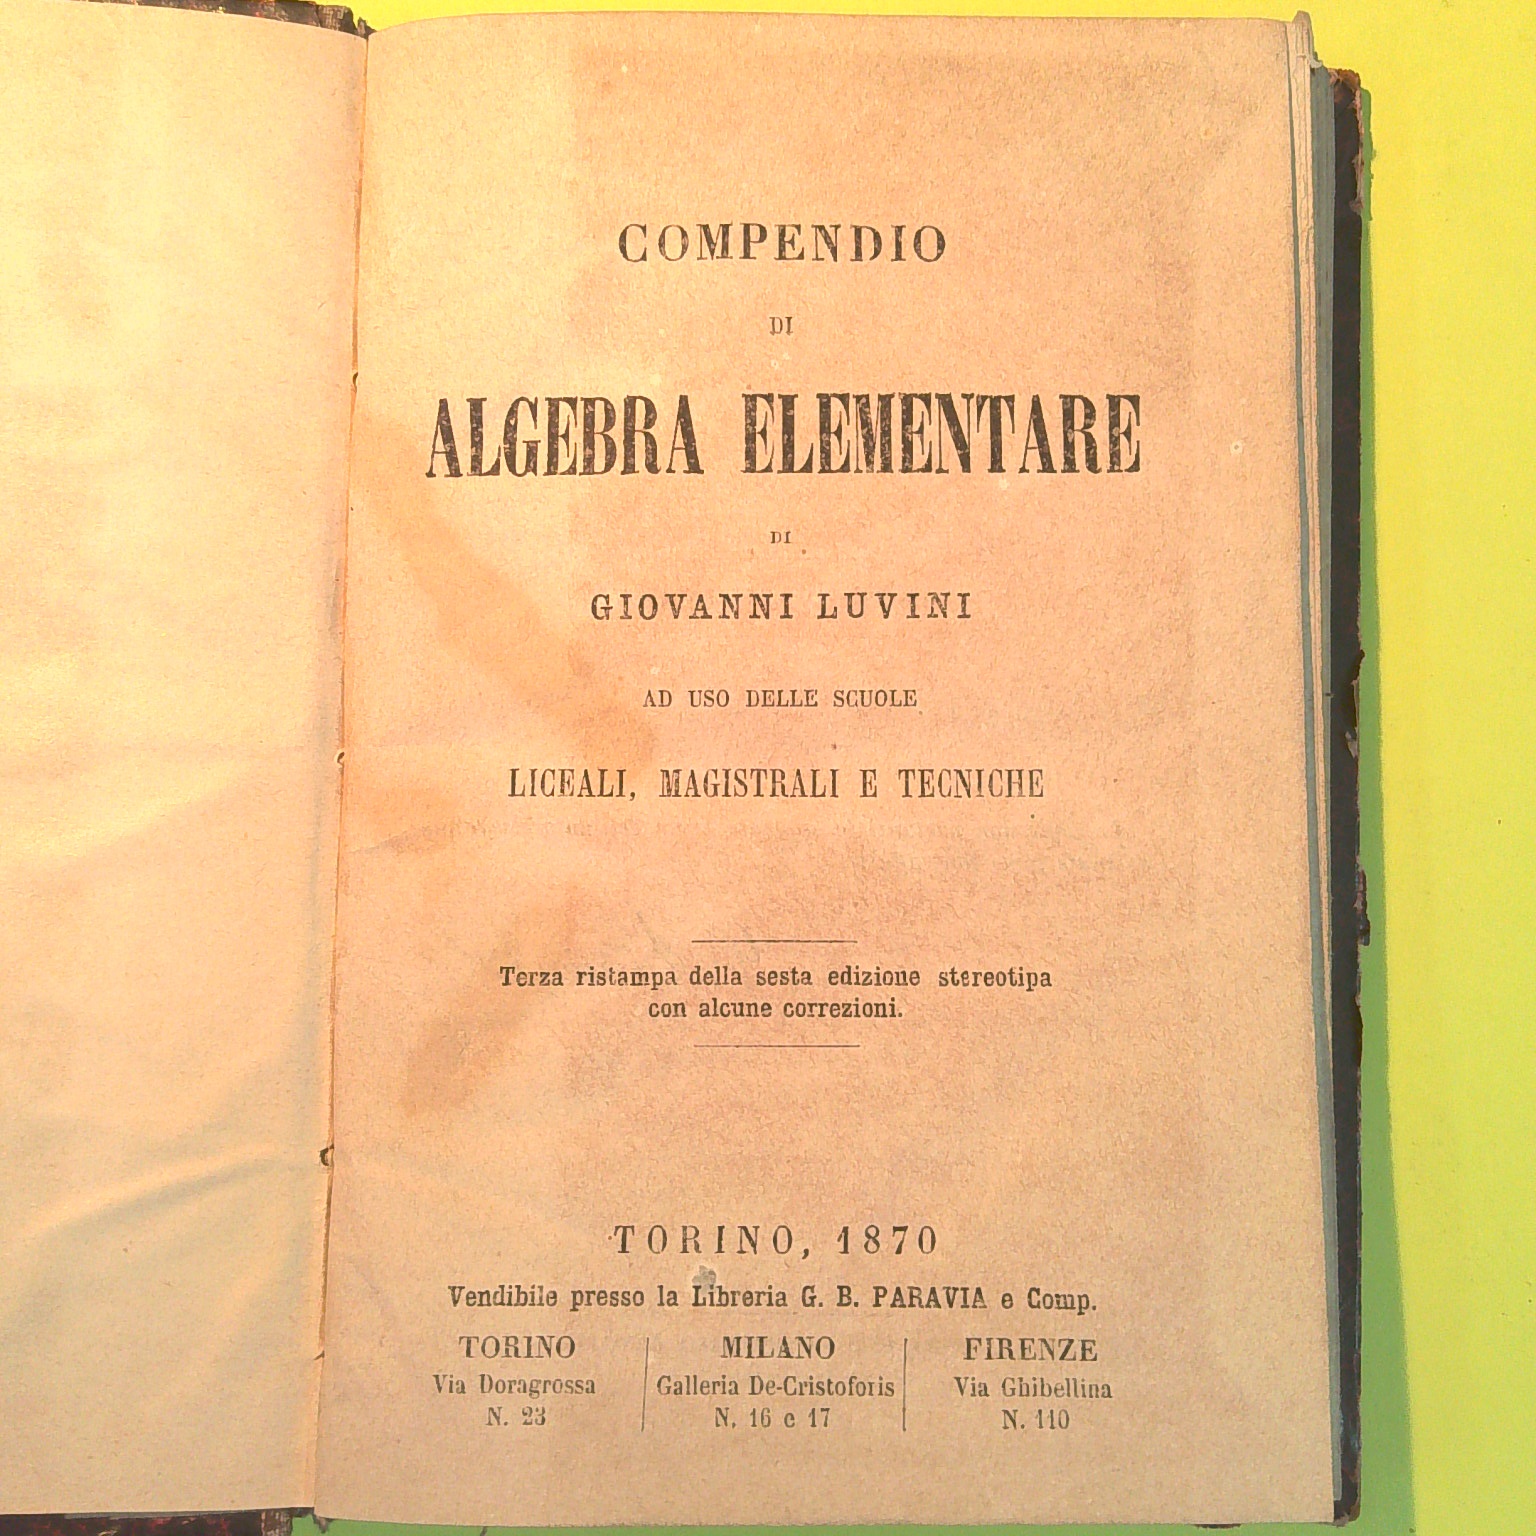 COMPENDIO
DI
ALGEBRA ELEMENTARE
DI
GIOVANNI LUVINI
AD USO DELLE SCUOLE
LICEALI, MAGISTRALI E TECNICHE
Terza ristampa della sesta edizione stereotipa
con alcune correzioni.
TORINO, 1870
Vendibile presso la Libreria G. B. PARAVIA e Comp.
TORINO
Via Doragrossa
N. 23
MILANO
Galleria De-Cristoforis
N. 16 e 17
FIRENZE
Via Ghibellina
N. 110